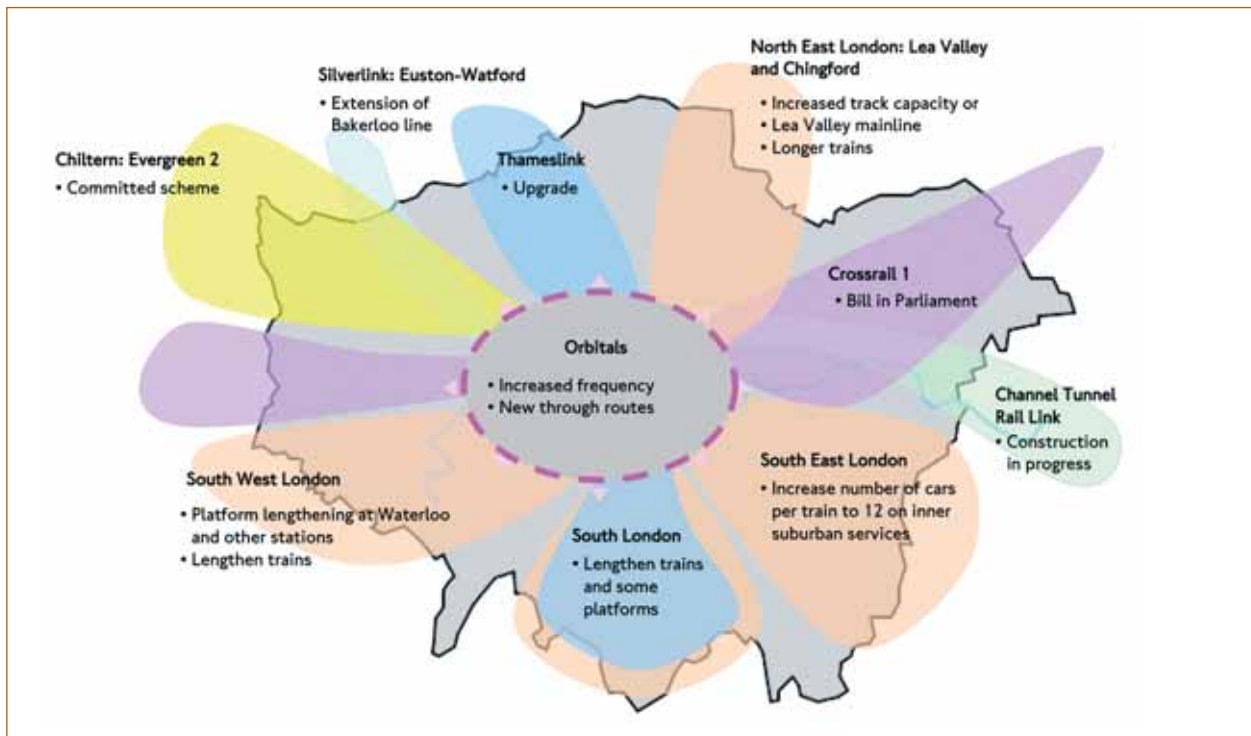 North East London: Lea Valley
and Chingford
• Increased track capacity or
• Lea Valley mainline
• Longer trains
Silverlink: Euston-Watford
• Extension of
Bakerloo line
Chiltern: Evergreen 2
• Committed scheme
Thameslink
• Upgrade
Crossrail 1
• Bill in Parliament
Orbitals
• Increased frequency
• New through routes
Channel Tunnel
Rail Link
• Construction
in progress
South West London
• Platform lengthening at Waterloo
and other stations
• Lengthen trains
South East London
• Increase number of cars
per train to 12 on inner
suburban services
South London
• Lengthen trains
and some
platforms